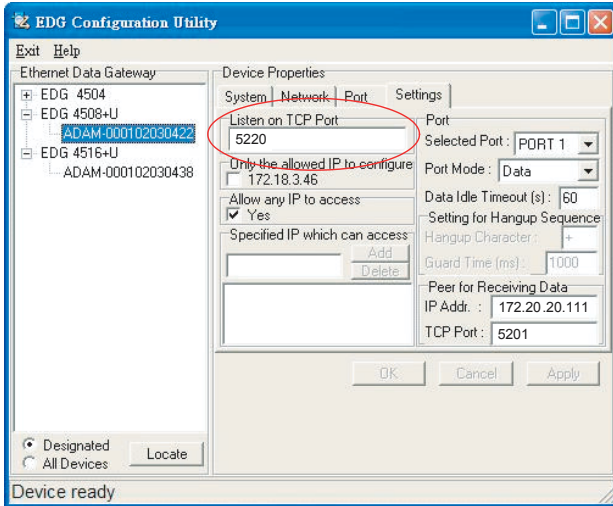 EDG Configuration Utility
Exit Help
Ethernet Data Gateway
EDG 4504
EDG 4508+U
ADAM-000102030422
EDG 4516+U
ADAM-000102030438
Designated
All Devices
Locate
Device Properties
System Network Port Settings
Listen on TCP Port
5220
Only the allowed IP to configure
172.18.3.46
Allow any IP to access
Yes
Specified IP which can access
Add
Delete
Port
Selected Port : PORT 1
Port Mode : Data
Data Idle Timeout (s) : 60
Setting for Hangup Sequence
Hangup Character : +
Guard Time (ms) : 1000
Peer for Receiving Data
IP Addr. : 172.20.20.111
TCP Port : 5201
OK Cancel Apply
Device ready